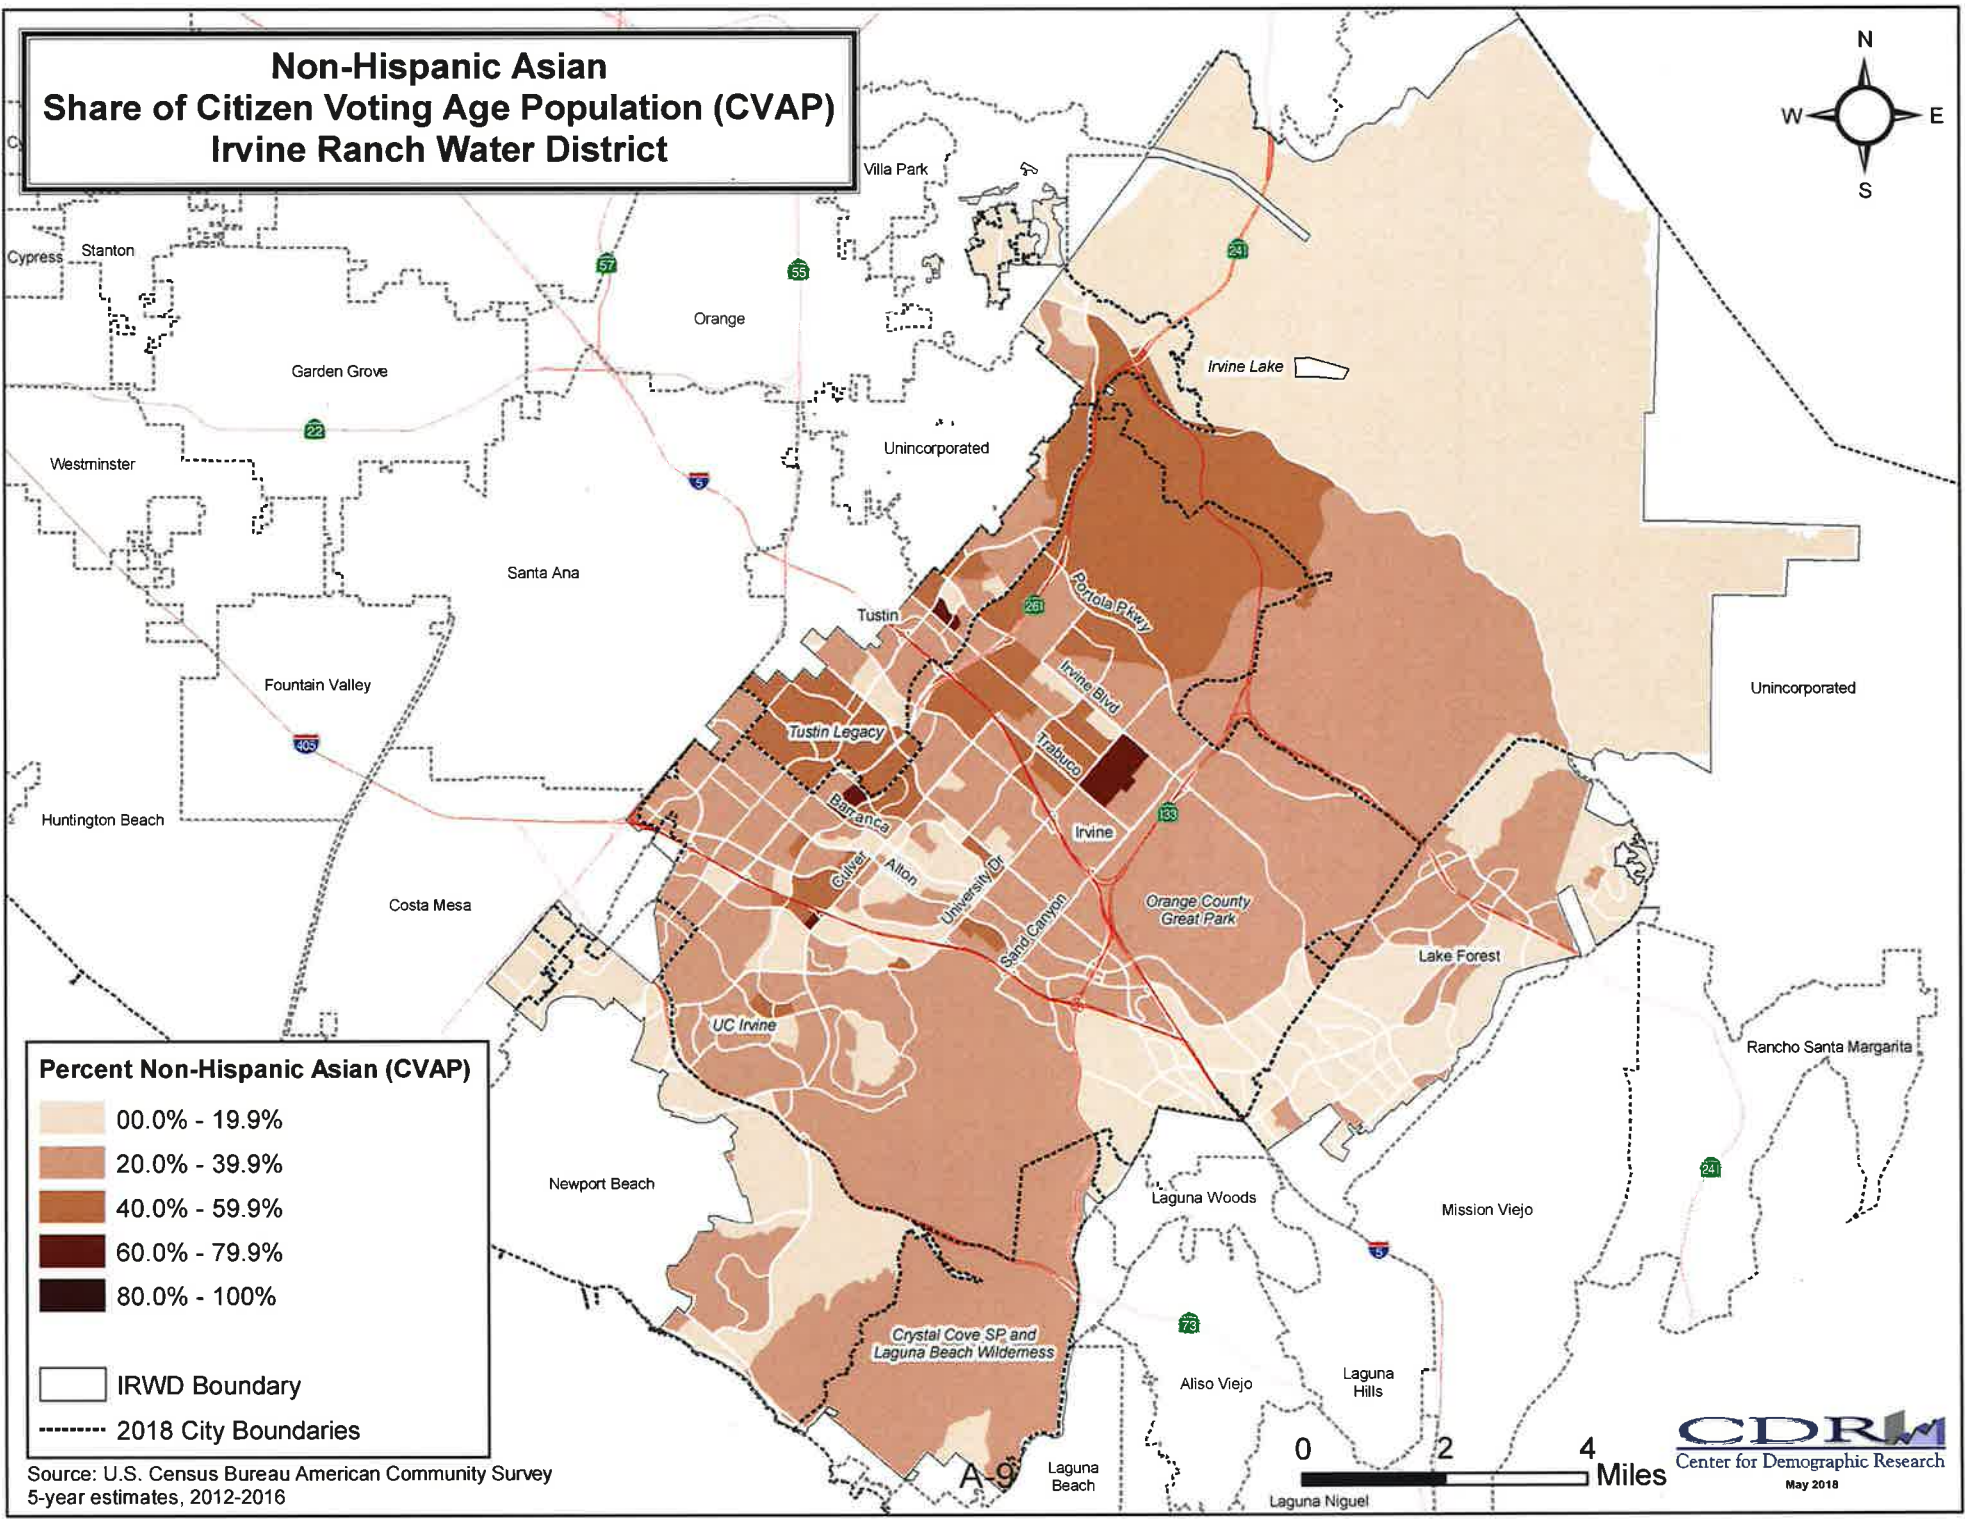 Non-Hispanic Asian
Share of Citizen Voting Age Population (CVAP)
Irvine Ranch Water District
N
W
E
S
Villa Park
Cypress
Stanton
57
55
241
Orange
Irvine Lake
Garden Grove
22
Unincorporated
Westminster
5
Santa Ana
Portola Pkwy
261
Tustin
Irvine Blvd
Fountain Valley
Unincorporated
Tustin Legacy
405
Trabuco
Barranca
133
Huntington Beach
Irvine
Culver
Alton
University Dr
Costa Mesa
Orange County
Great Park
Sand Canyon
Lake Forest
UC Irvine
Rancho Santa Margarita
Percent Non-Hispanic Asian (CVAP)
00.0% - 19.9%
20.0% - 39.9%
40.0% - 59.9%
60.0% - 79.9%
80.0% - 100%
IRWD Boundary
2018 City Boundaries
241
Newport Beach
Laguna Woods
Mission Viejo
5
73
Crystal Cove SP and
Laguna Beach Wilderness
Aliso Viejo
Laguna
Hills
Source: U.S. Census Bureau American Community Survey
5-year estimates, 2012-2016
A-9
Laguna
Beach
0 2 4
Miles
Laguna Niguel
CDR
Center for Demographic Research
May 2018